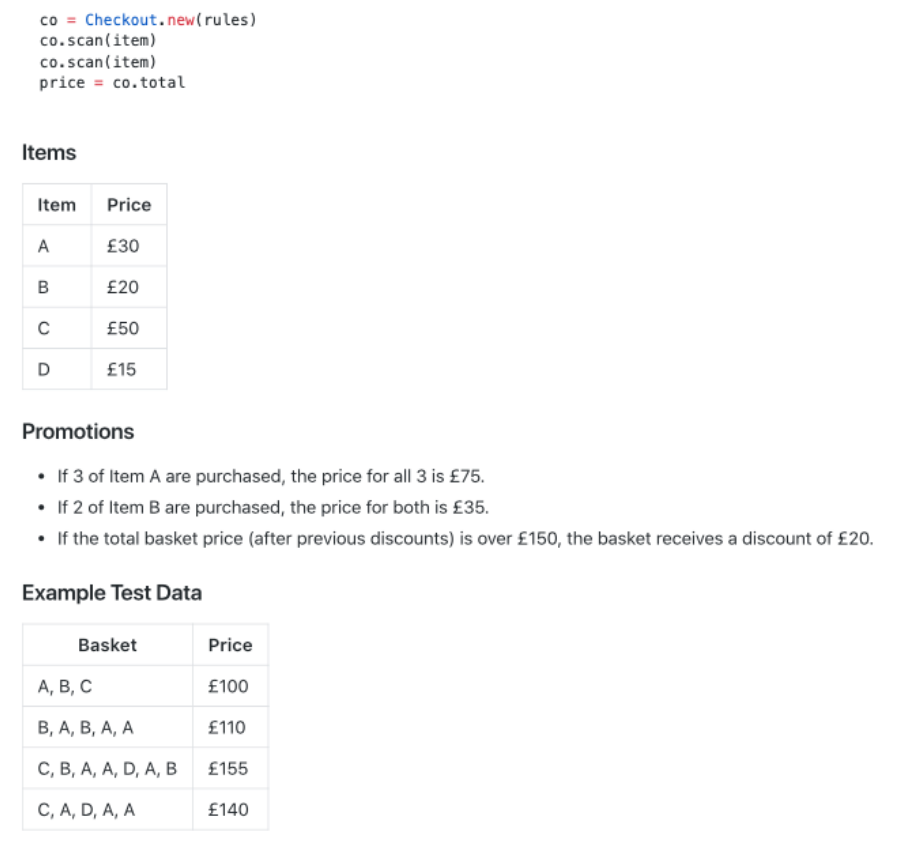 co = Checkout.new(rules)
co.scan(item)
co.scan(item)
price = co.total
Items
Item Price
A £30
B £20
C £50
D £15
Promotions
• If 3 of Item A are purchased, the price for all 3 is £75.
• If 2 of Item B are purchased, the price for both is £35.
• If the total basket price (after previous discounts) is over £150, the basket receives a discount of £20.
Example Test Data
Basket Price
A, B, C £100
B, A, B, A, A £110
C, B, A, A, D, A, B £155
C, A, D, A, A £140